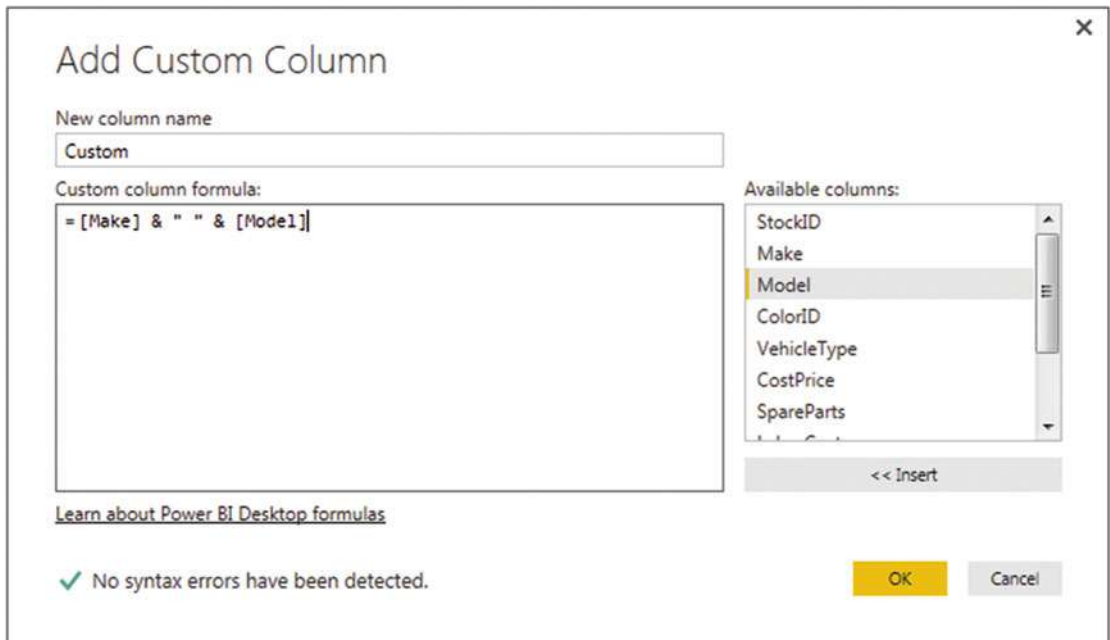 Add Custom Column
New column name
Custom
Custom column formula:
= [Make] & " " & [Model]
Available columns:
StockID
Make
Model
ColorID
VehicleType
CostPrice
SpareParts
<< Insert
Learn about Power BI Desktop formulas
No syntax errors have been detected.
OK
Cancel